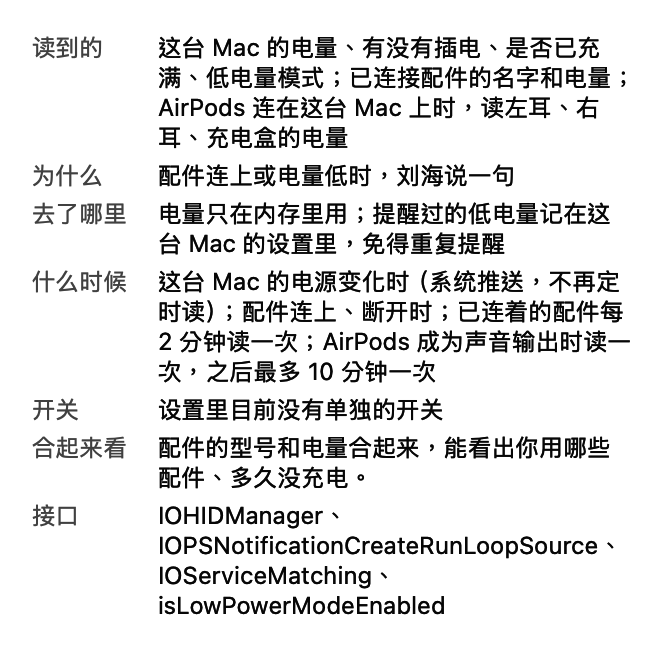 读到的 这台 Mac 的电量、有没有插电、是否已充
满、低电量模式；已连接配件的名字和电量；
AirPods 连在这台 Mac 上时，读左耳、右
耳、充电盒的电量
为什么 配件连上或电量低时，刘海说一句
去了哪里 电量只在内存里用；提醒过的低电量记在这
台 Mac 的设置里，免得重复提醒
什么时候 这台 Mac 的电源变化时（系统推送，不再定
时读）；配件连上、断开时；已连着的配件每
2 分钟读一次；AirPods 成为声音输出时读一
次，之后最多 10 分钟一次
开关 设置里目前没有单独的开关
合起来看 配件的型号和电量合起来，能看出你用哪些
配件、多久没充电。
接口 IOHIDManager、
IOPSNotificationCreateRunLoopSource、
IOServiceMatching、
isLowPowerModeEnabled